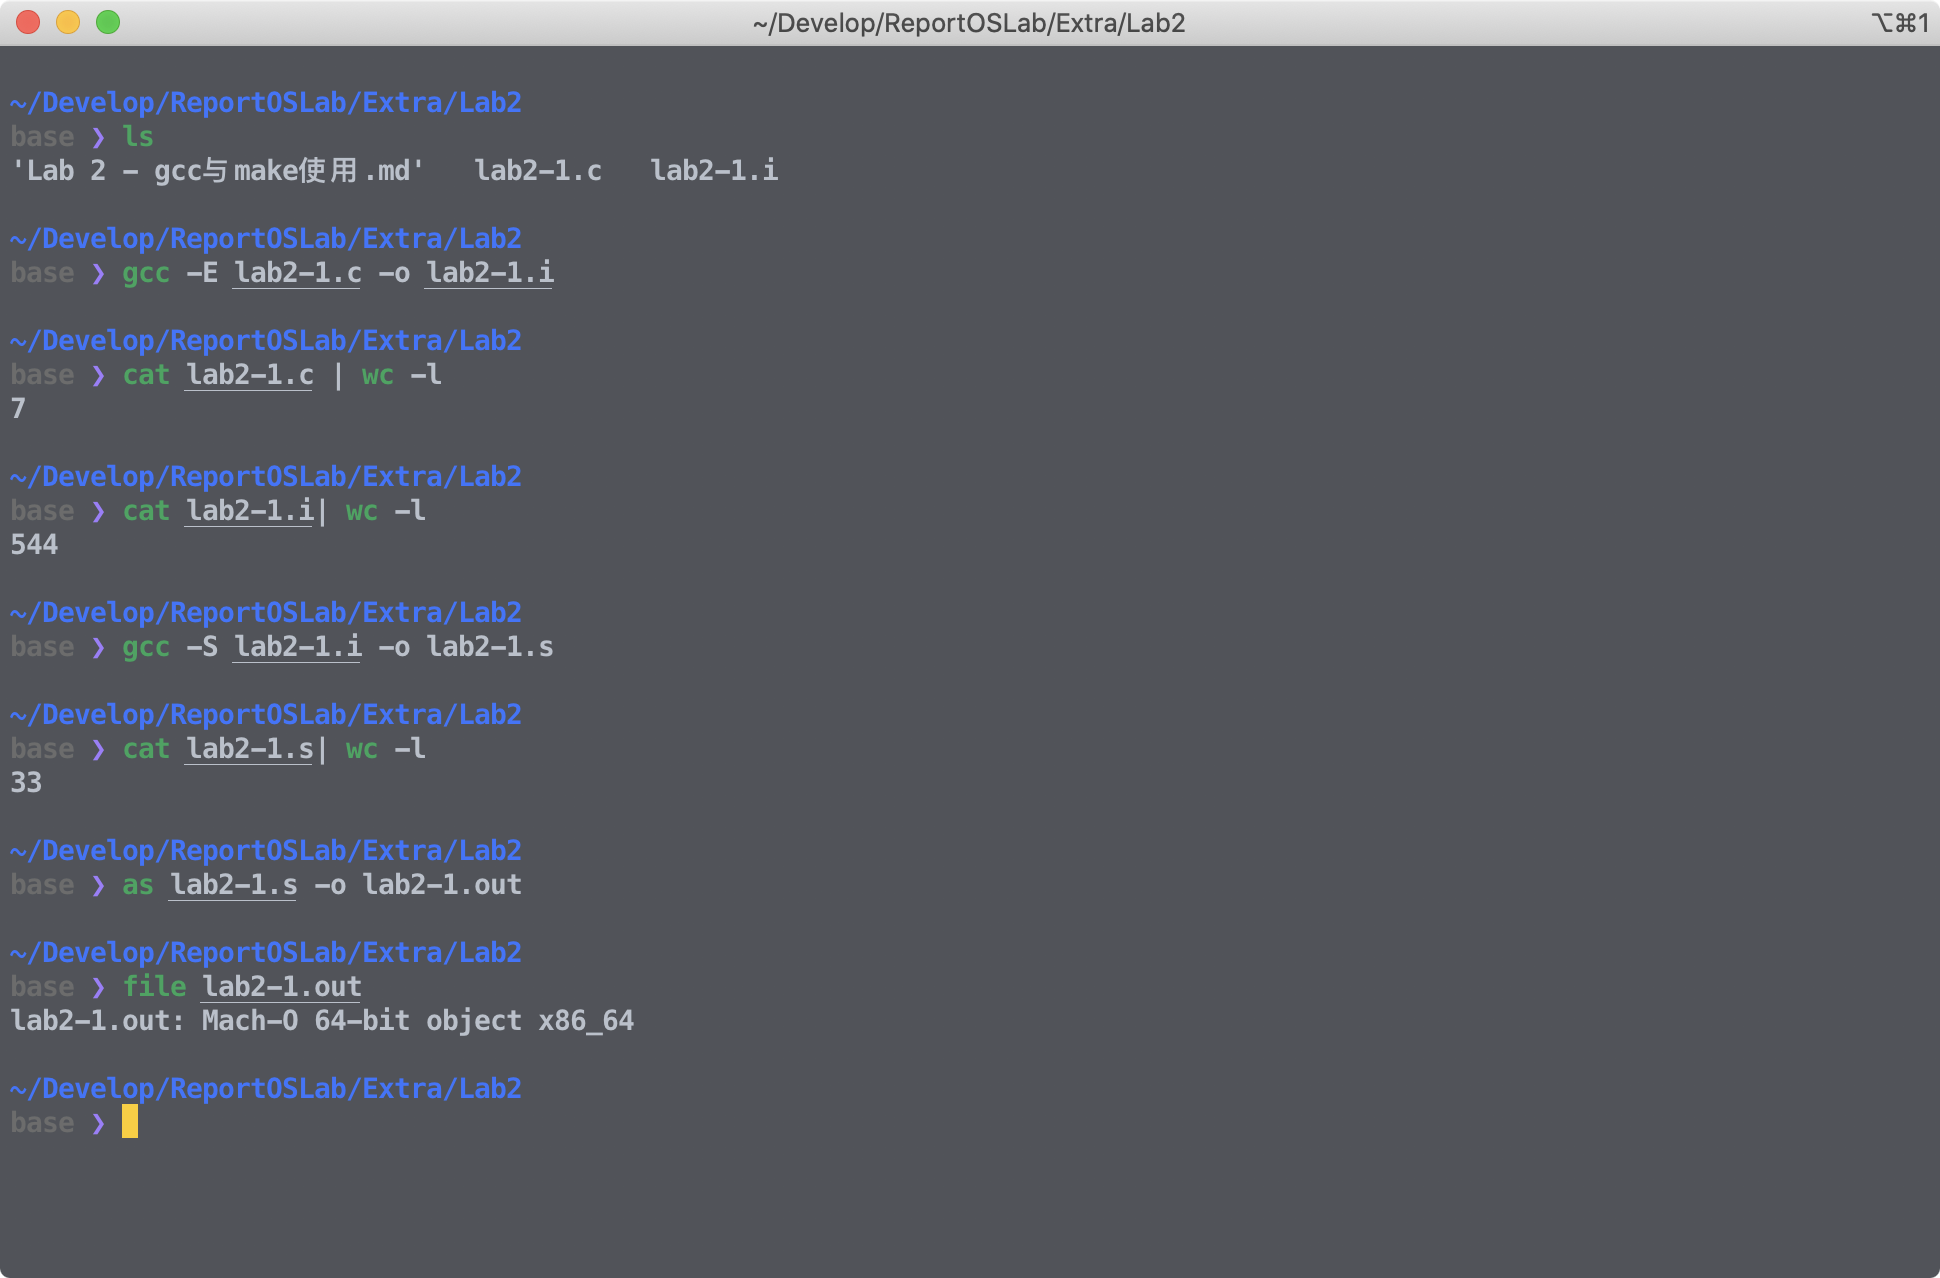 ~/Develop/ReportOSLab/Extra/Lab2 ⌥⌘1
~/Develop/ReportOSLab/Extra/Lab2
base ❯ ls
'Lab 2 - gcc与make使用.md'   lab2-1.c   lab2-1.i
~/Develop/ReportOSLab/Extra/Lab2
base ❯ gcc -E lab2-1.c -o lab2-1.i
~/Develop/ReportOSLab/Extra/Lab2
base ❯ cat lab2-1.c | wc -l
7
~/Develop/ReportOSLab/Extra/Lab2
base ❯ cat lab2-1.i| wc -l
544
~/Develop/ReportOSLab/Extra/Lab2
base ❯ gcc -S lab2-1.i -o lab2-1.s
~/Develop/ReportOSLab/Extra/Lab2
base ❯ cat lab2-1.s| wc -l
33
~/Develop/ReportOSLab/Extra/Lab2
base ❯ as lab2-1.s -o lab2-1.out
~/Develop/ReportOSLab/Extra/Lab2
base ❯ file lab2-1.out
lab2-1.out: Mach-O 64-bit object x86_64
~/Develop/ReportOSLab/Extra/Lab2
base ❯